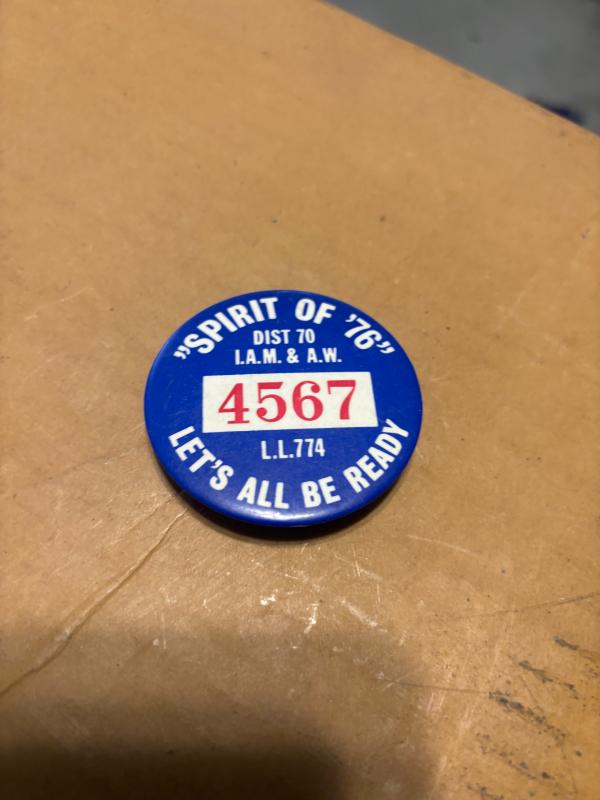 "SPIRIT OF '76"
DIST 70
I.A.M. & A.W.
4567
L.L.774
LET'S ALL BE READY